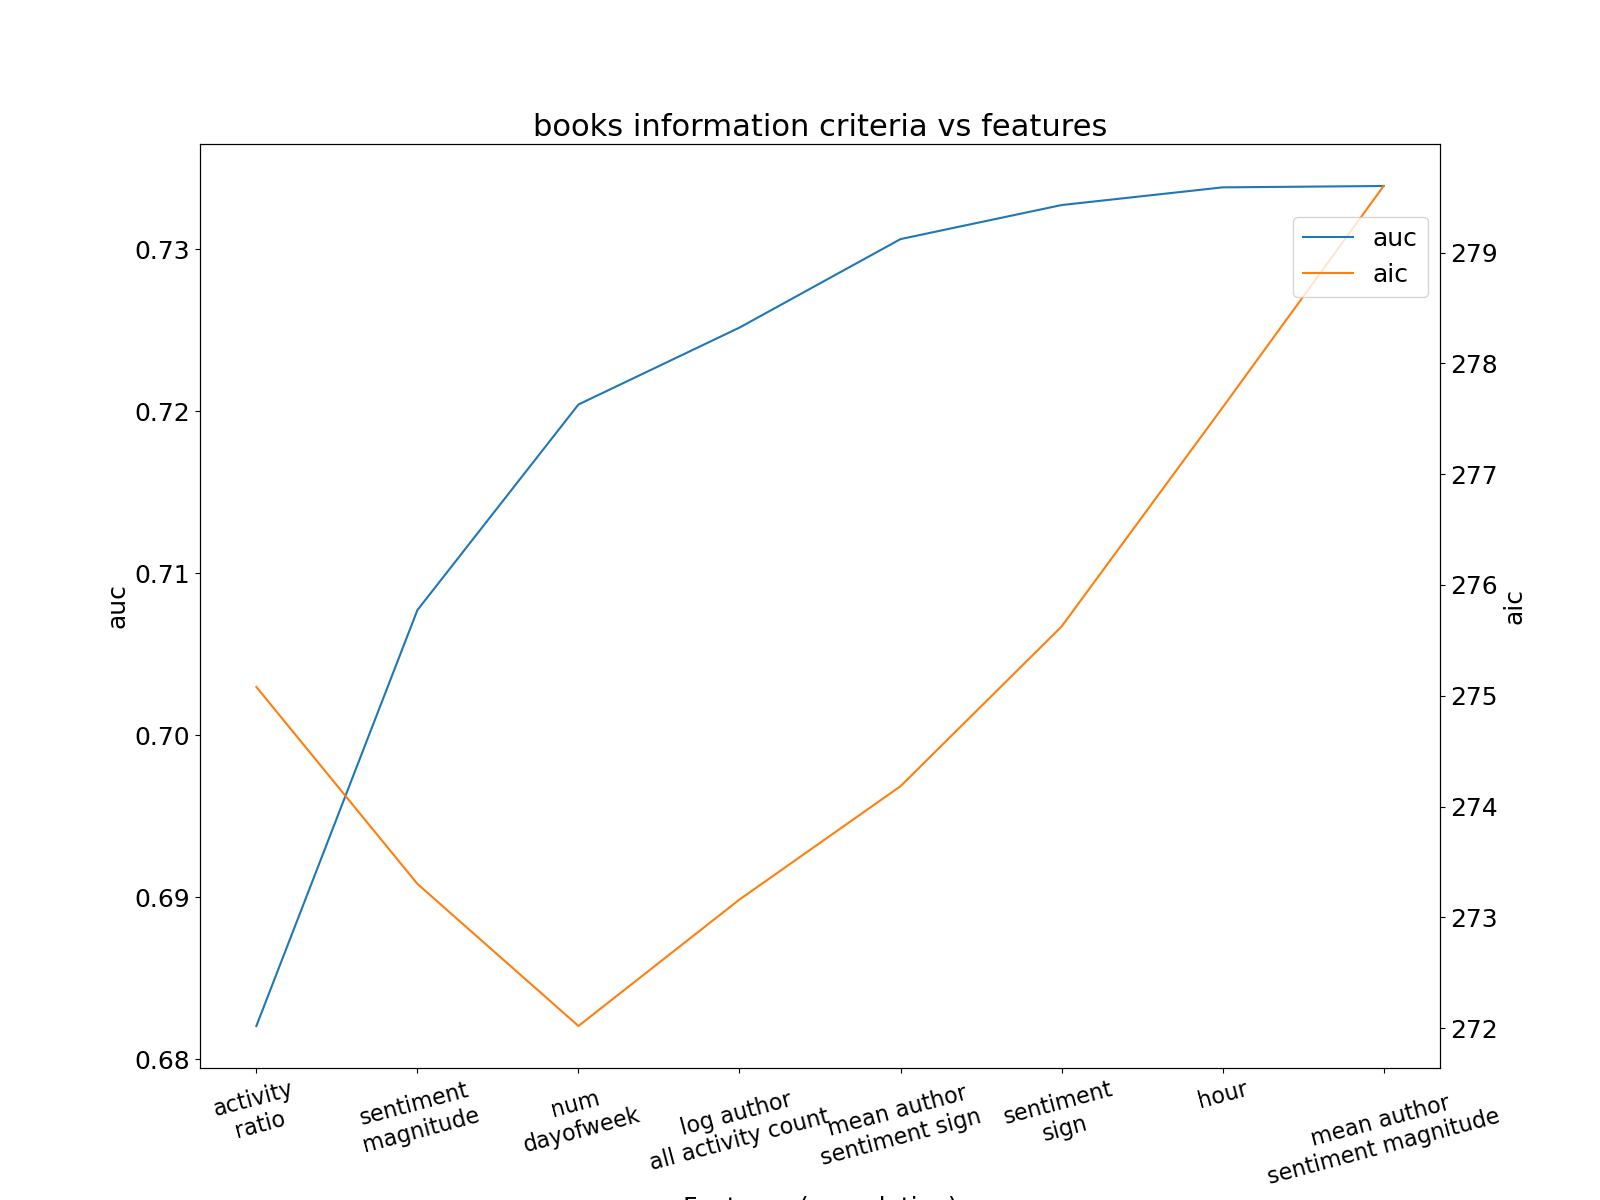 books information criteria vs features
auc
aic
0.73
0.72
0.71
0.70
0.69
0.68
auc
279
278
277
276
275
274
273
272
aic
activity
ratio
sentiment
magnitude
num
dayofweek
log author
all activity count
mean author
sentiment sign
sentiment
sign
hour
mean author
sentiment magnitude